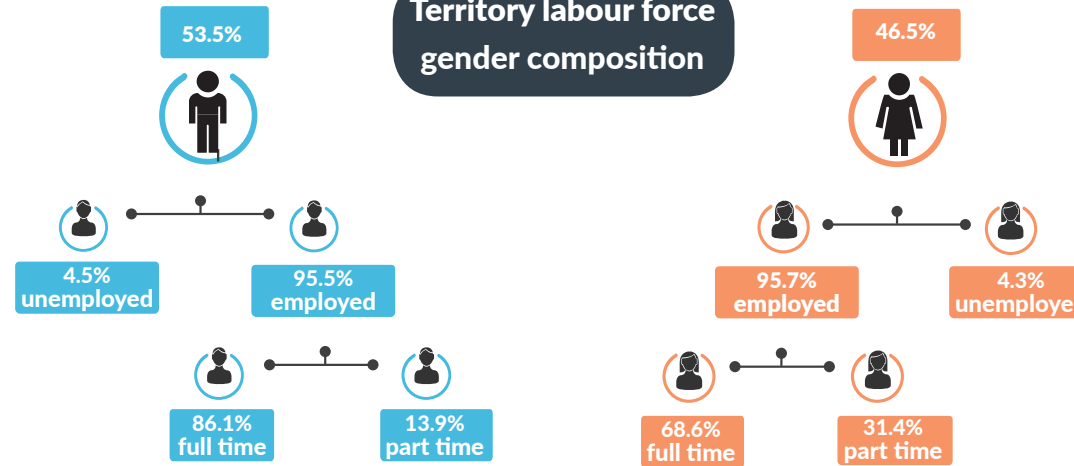 Territory labour force
gender composition
53.5%
46.5%
4.5%
unemployed
95.5%
employed
95.7%
employed
4.3%
unemploye
86.1%
full time
13.9%
part time
68.6%
full time
31.4%
part time